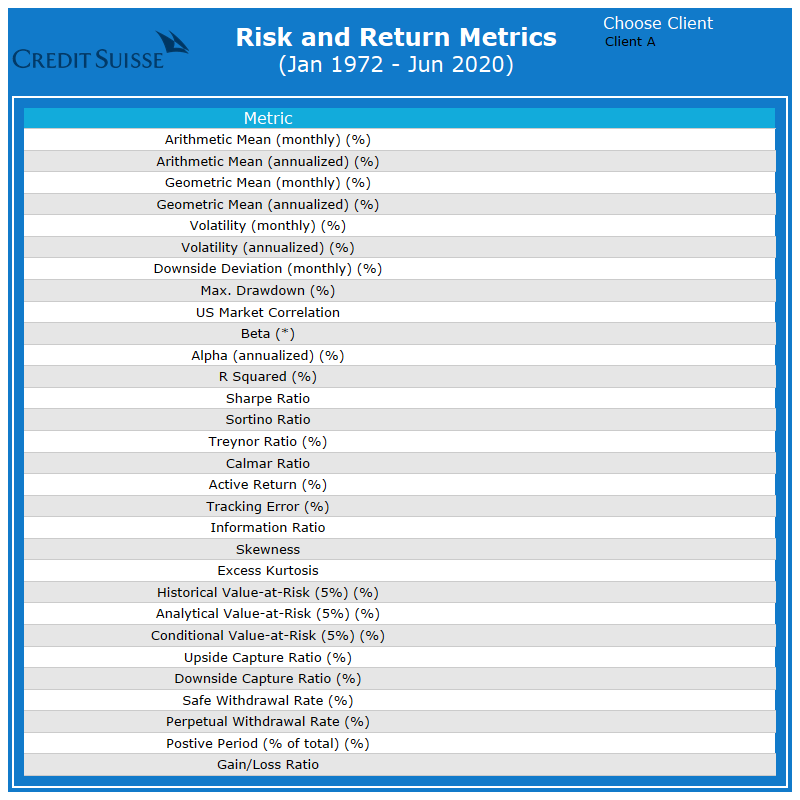 CREDIT SUISSE
Risk and Return Metrics
(Jan 1972 - Jun 2020)
Choose Client
Client A
Metric
Arithmetic Mean (monthly) (%)
Arithmetic Mean (annualized) (%)
Geometric Mean (monthly) (%)
Geometric Mean (annualized) (%)
Volatility (monthly) (%)
Volatility (annualized) (%)
Downside Deviation (monthly) (%)
Max. Drawdown (%)
US Market Correlation
Beta (*)
Alpha (annualized) (%)
R Squared (%)
Sharpe Ratio
Sortino Ratio
Treynor Ratio (%)
Calmar Ratio
Active Return (%)
Tracking Error (%)
Information Ratio
Skewness
Excess Kurtosis
Historical Value-at-Risk (5%) (%)
Analytical Value-at-Risk (5%) (%)
Conditional Value-at-Risk (5%) (%)
Upside Capture Ratio (%)
Downside Capture Ratio (%)
Safe Withdrawal Rate (%)
Perpetual Withdrawal Rate (%)
Postive Period (% of total) (%)
Gain/Loss Ratio